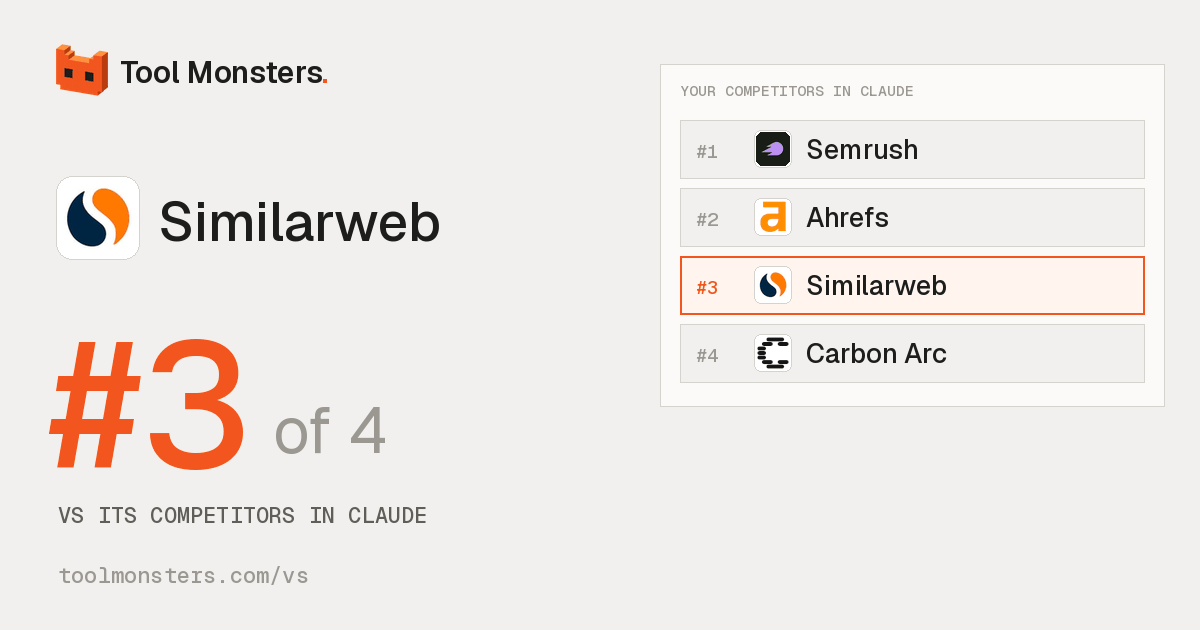 Tool Monsters.
Similarweb
#3 of 4
VS ITS COMPETITORS IN CLAUDE
toolmonsters.com/vs
YOUR COMPETITORS IN CLAUDE
#1 Semrush
#2 Ahrefs
#3 Similarweb
#4 Carbon Arc